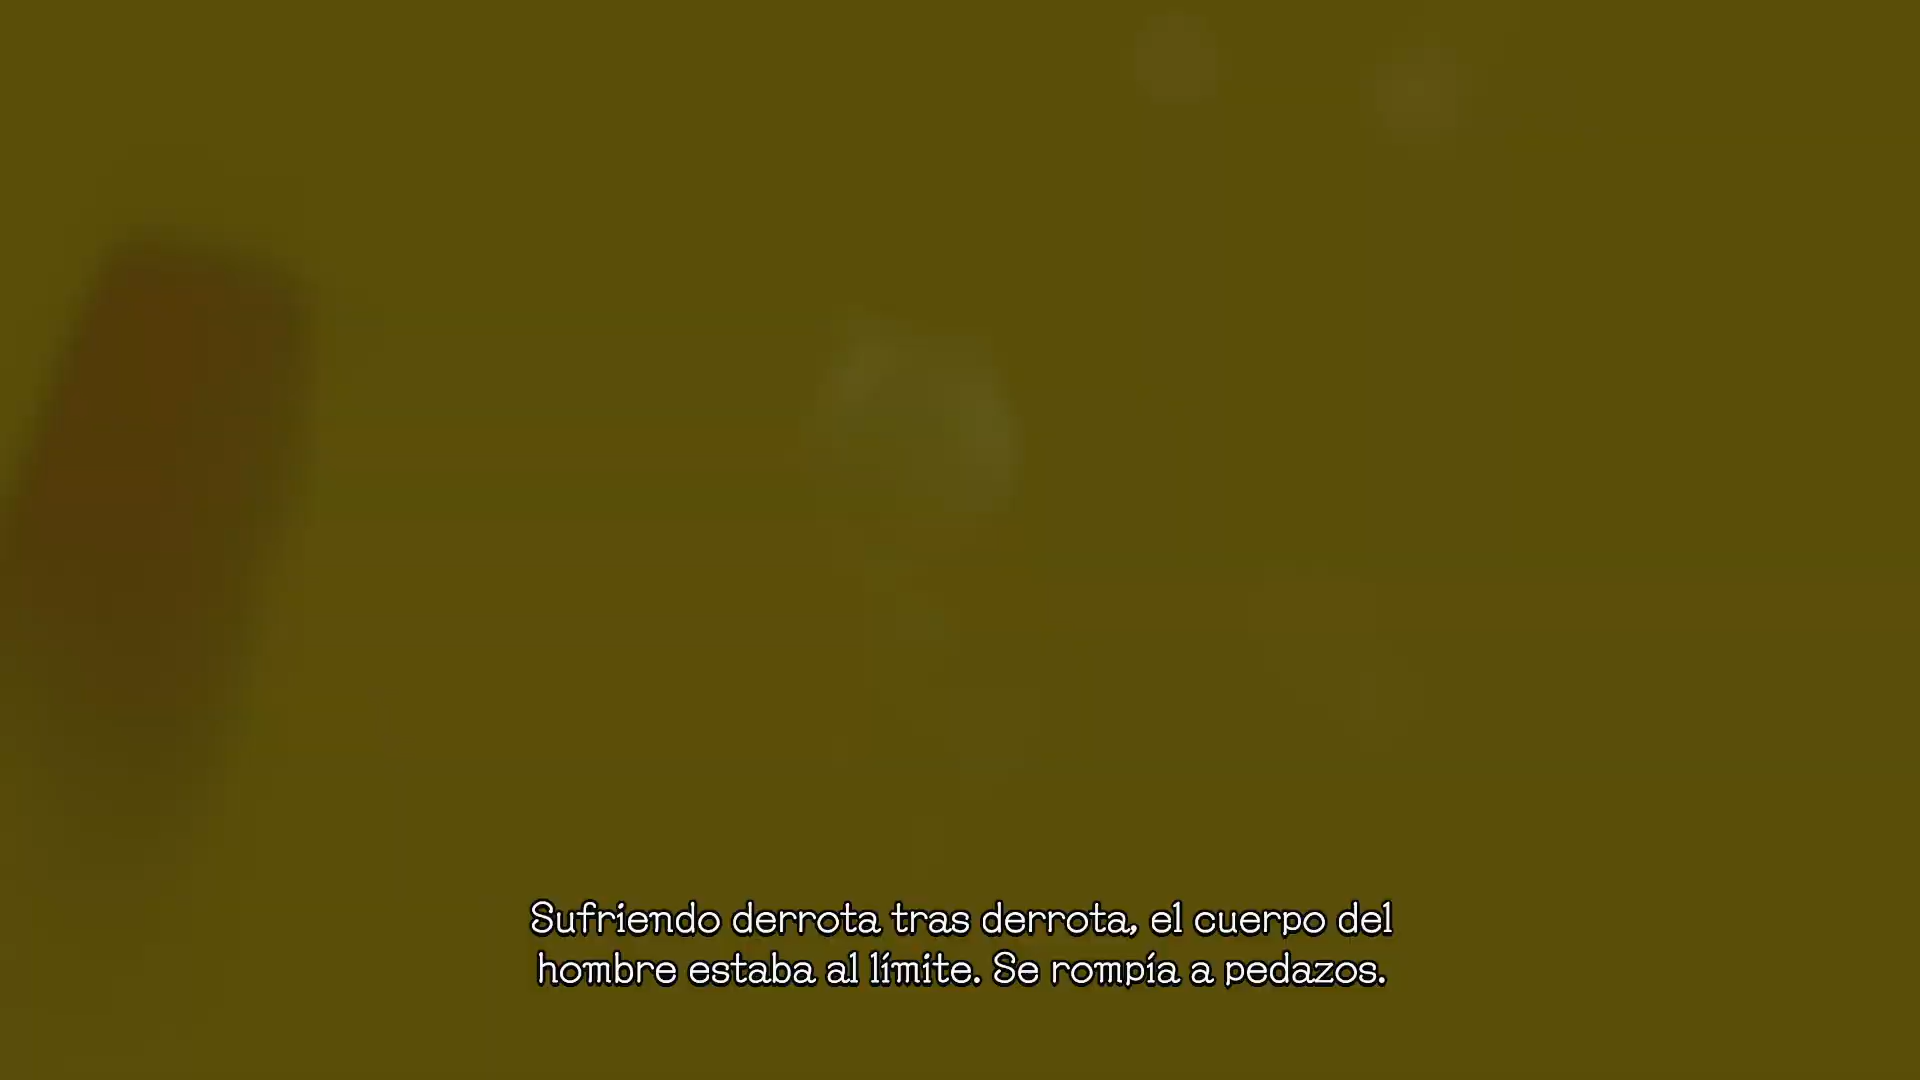 Sufriendo derrota tras derrota, el cuerpo del
hombre estaba al límite. Se rompía a pedazos.